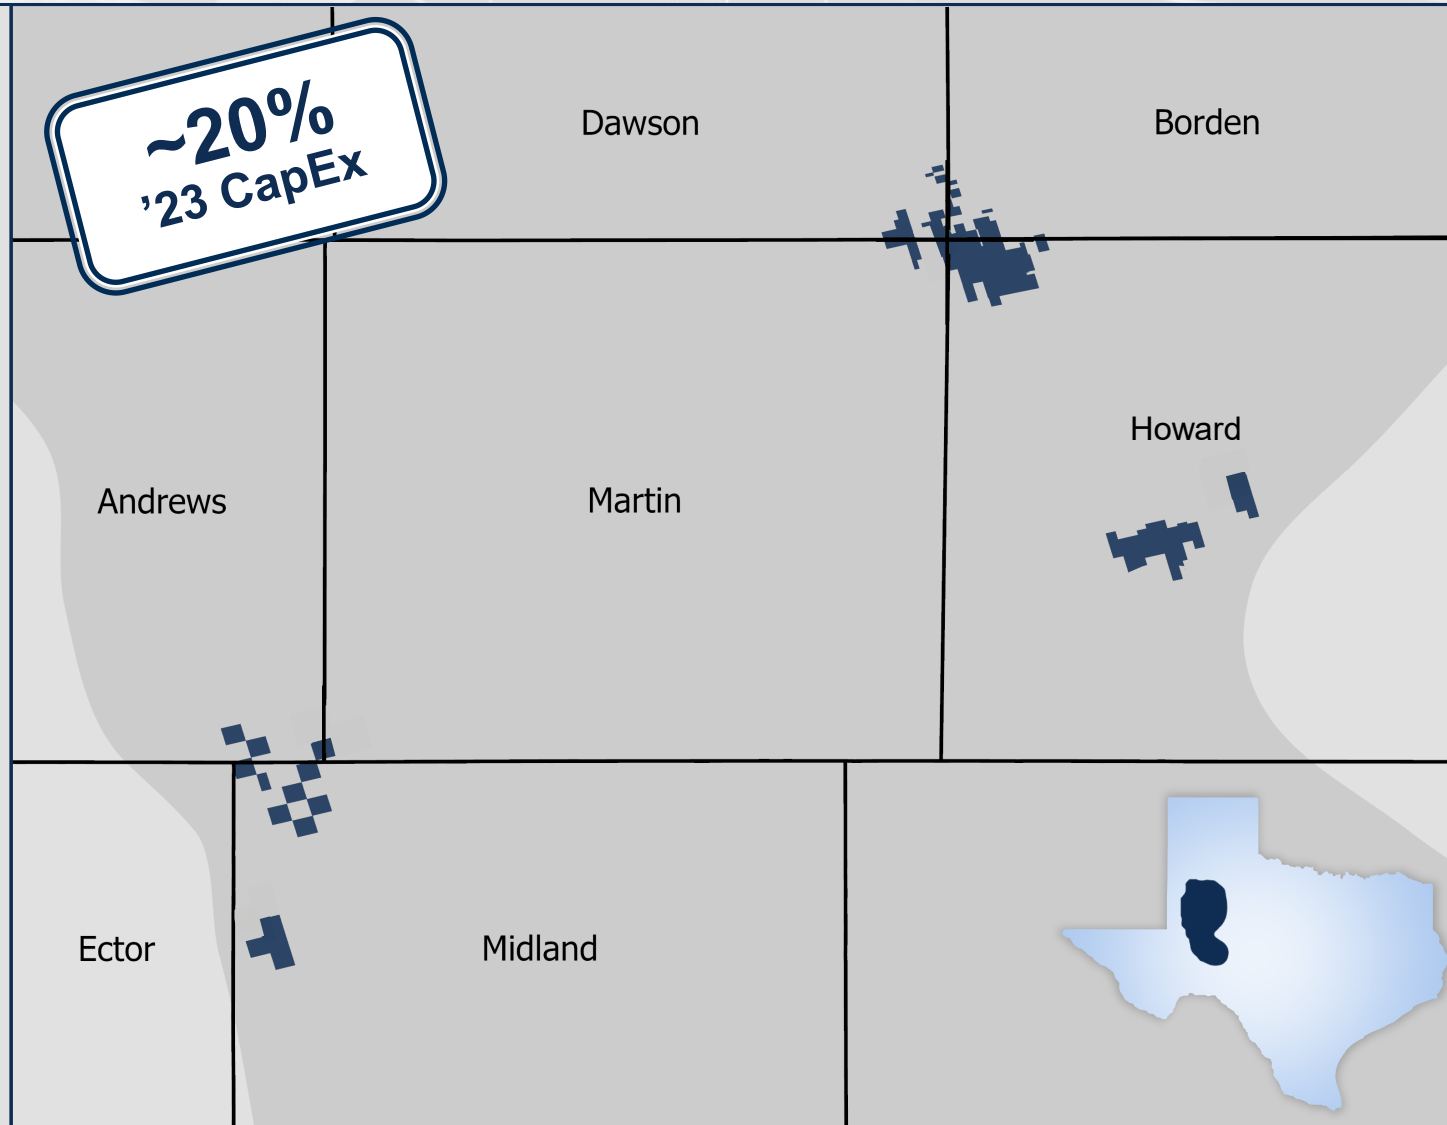 ~20%
’23 CapEx
Dawson
Borden
Howard
Andrews
Martin
Ector
Midland